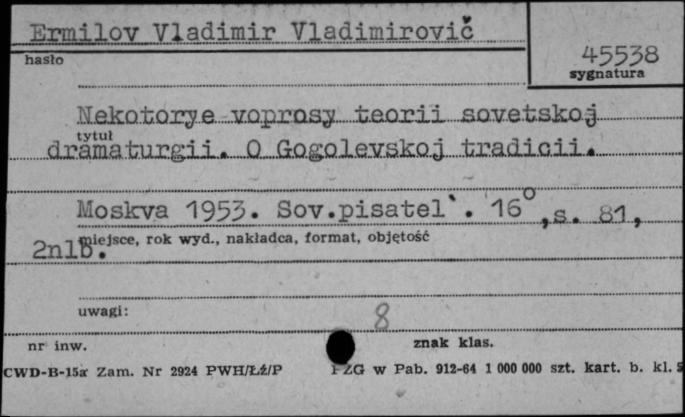 Ermilov Vladimir Vladimirovič
hasło
45538
sygnatura
Nekotorye voprosy teorii sovetskoj
tytuł
dramaturgii. O Gogolevskoj tradicii.
Moskva 1953. Sov.pisatel`. 16°, s. 81,
miejsce, rok wyd., nakładca, format, objętość
2nlb.
uwagi:
8
nr inw.
znak klas.
CWD-B-15a Zam. Nr 2924 PWH/Łź/P
PZG w Pab. 912-64 1 000 000 szt. kart. b. kl. 5